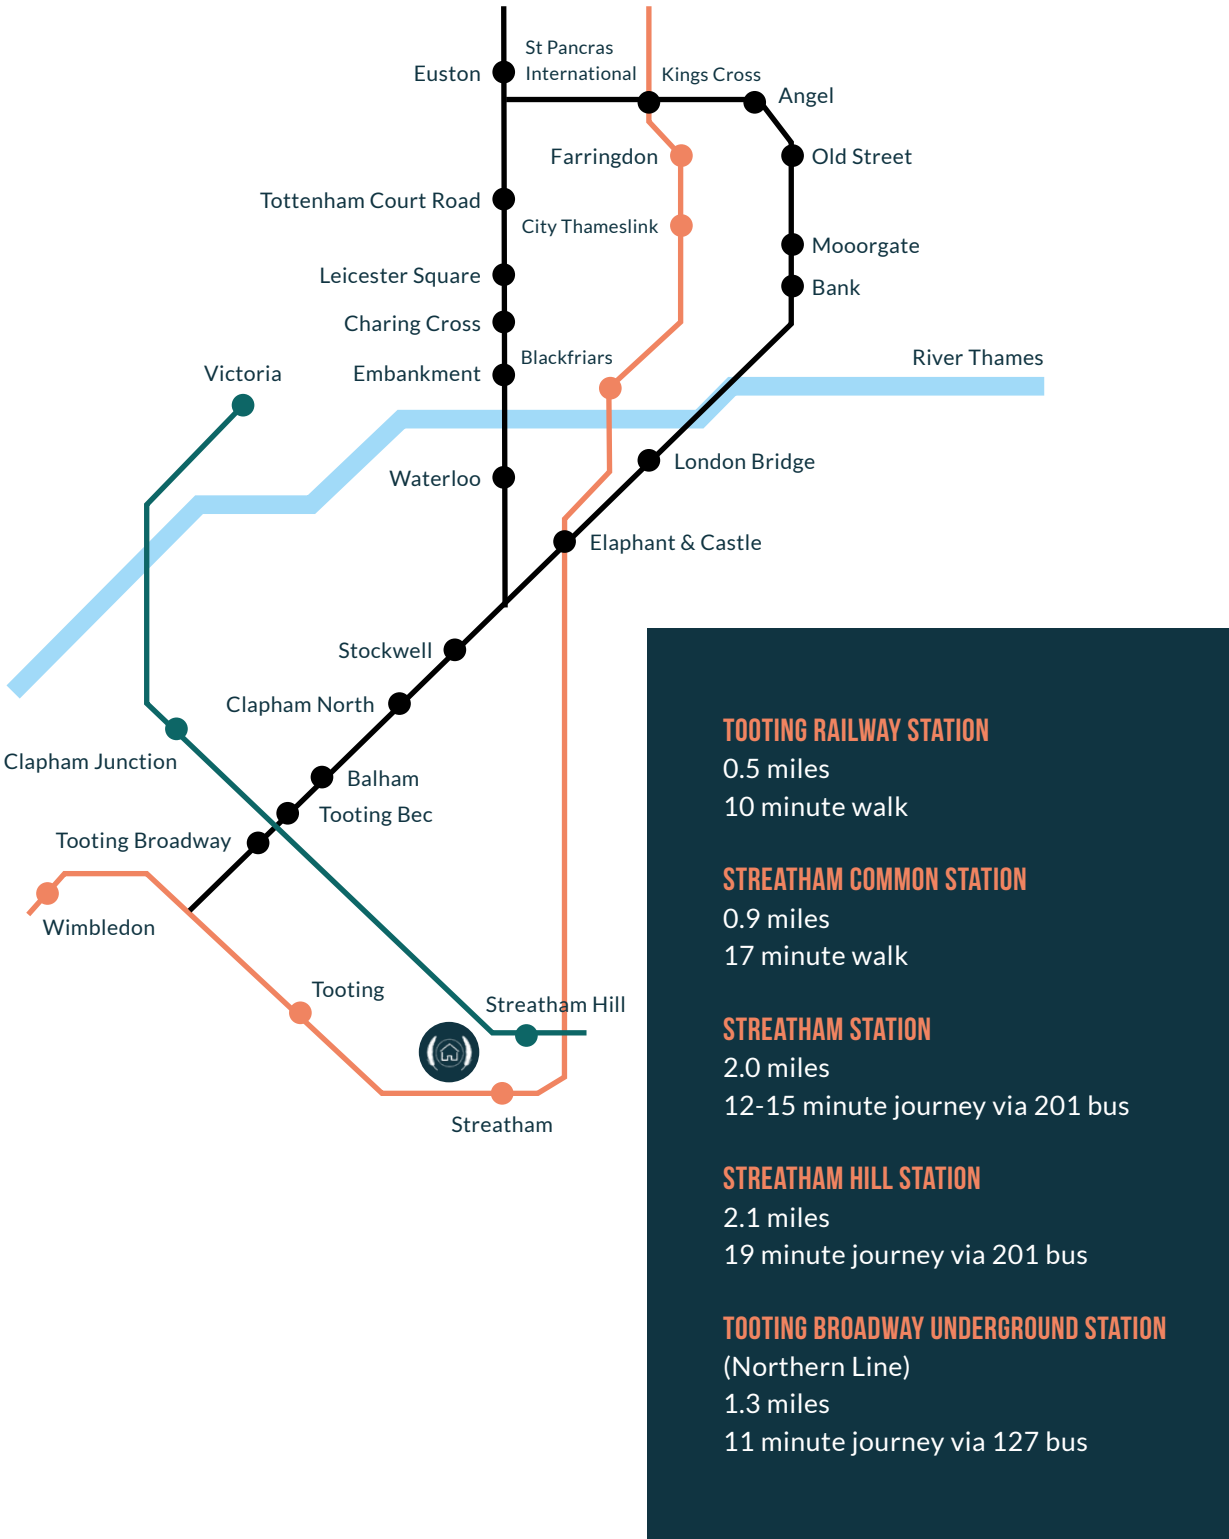 St Pancras
International
Kings Cross
Euston
Angel
Farringdon
Old Street
Tottenham Court Road
City Thameslink
Mooorgate
Leicester Square
Bank
Charing Cross
Blackfriars
River Thames
Victoria
Embankment
London Bridge
Waterloo
Elaphant & Castle
Stockwell
Clapham North
Clapham Junction
Balham
Tooting Bec
Tooting Broadway
Wimbledon
Tooting
Streatham Hill
Streatham
TOOTING RAILWAY STATION
0.5 miles
10 minute walk
STREATHAM COMMON STATION
0.9 miles
17 minute walk
STREATHAM STATION
2.0 miles
12-15 minute journey via 201 bus
STREATHAM HILL STATION
2.1 miles
19 minute journey via 201 bus
TOOTING BROADWAY UNDERGROUND STATION
(Northern Line)
1.3 miles
11 minute journey via 127 bus